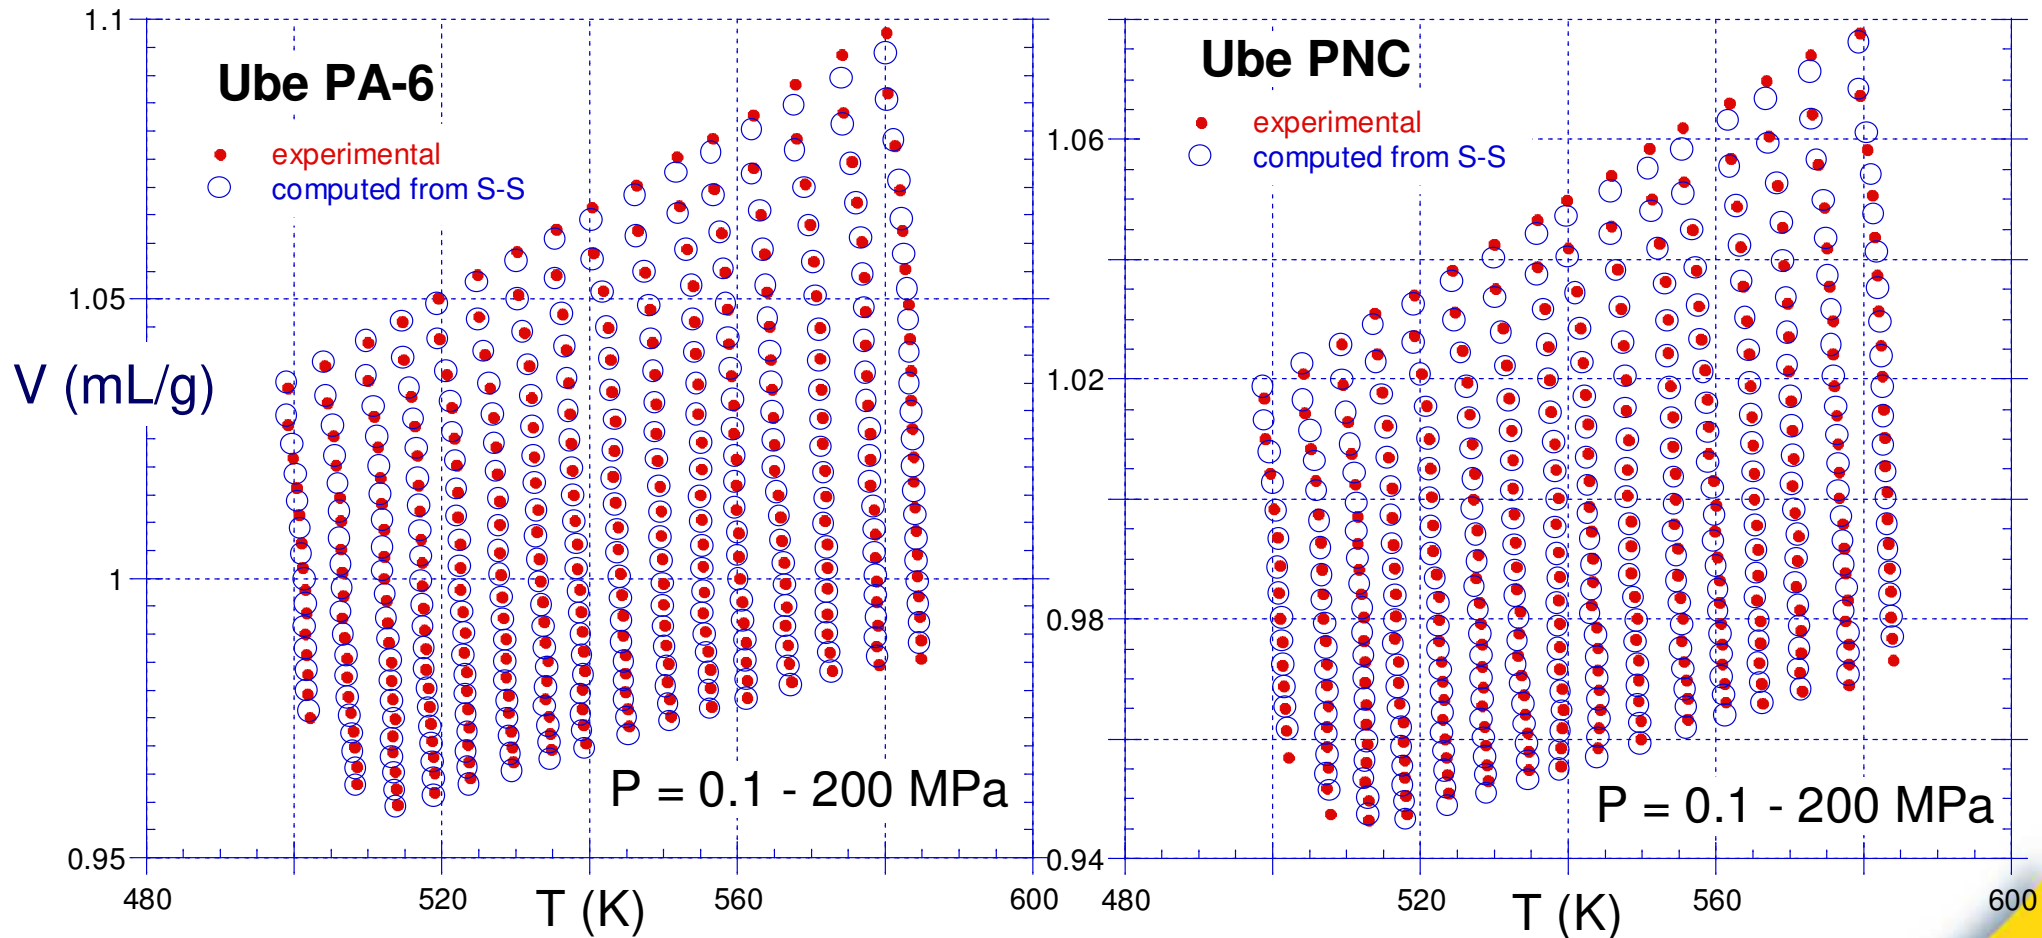 Ube PA-6
experimental
computed from S-S
V (mL/g)
1.1
1.05
1
0.95
P = 0.1 - 200 MPa
480
520
560
600
T (K)
Ube PNC
experimental
computed from S-S
1.06
1.02
0.98
0.94
P = 0.1 - 200 MPa
480
520
560
600
T (K)